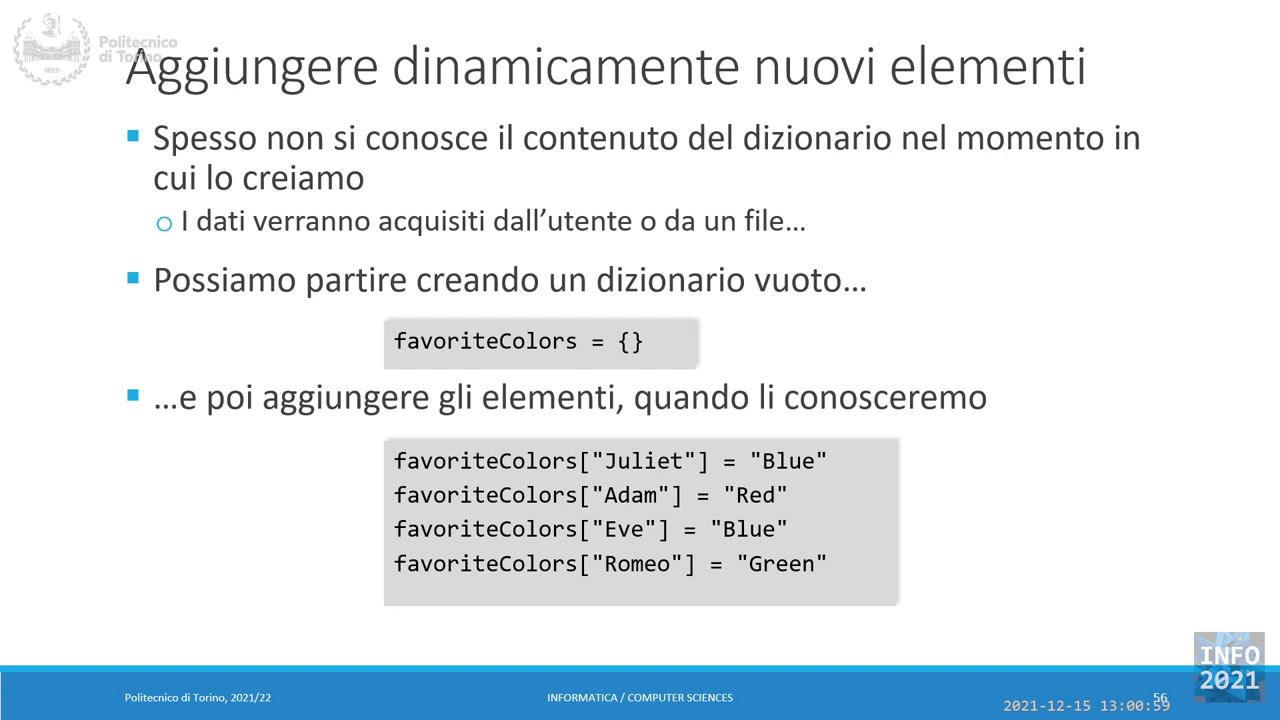 Politecnico
di Torino
1859
Aggiungere dinamicamente nuovi elementi
Spesso non si conosce il contenuto del dizionario nel momento in
cui lo creiamo
I dati verranno acquisiti dall’utente o da un file…
Possiamo partire creando un dizionario vuoto…
favoriteColors = {}
…e poi aggiungere gli elementi, quando li conosceremo
favoriteColors["Juliet"] = "Blue"
favoriteColors["Adam"] = "Red"
favoriteColors["Eve"] = "Blue"
favoriteColors["Romeo"] = "Green"
INFO
2021
Politecnico di Torino, 2021/22
INFORMATICA / COMPUTER SCIENCES
56
2021-12-15 13:00:59